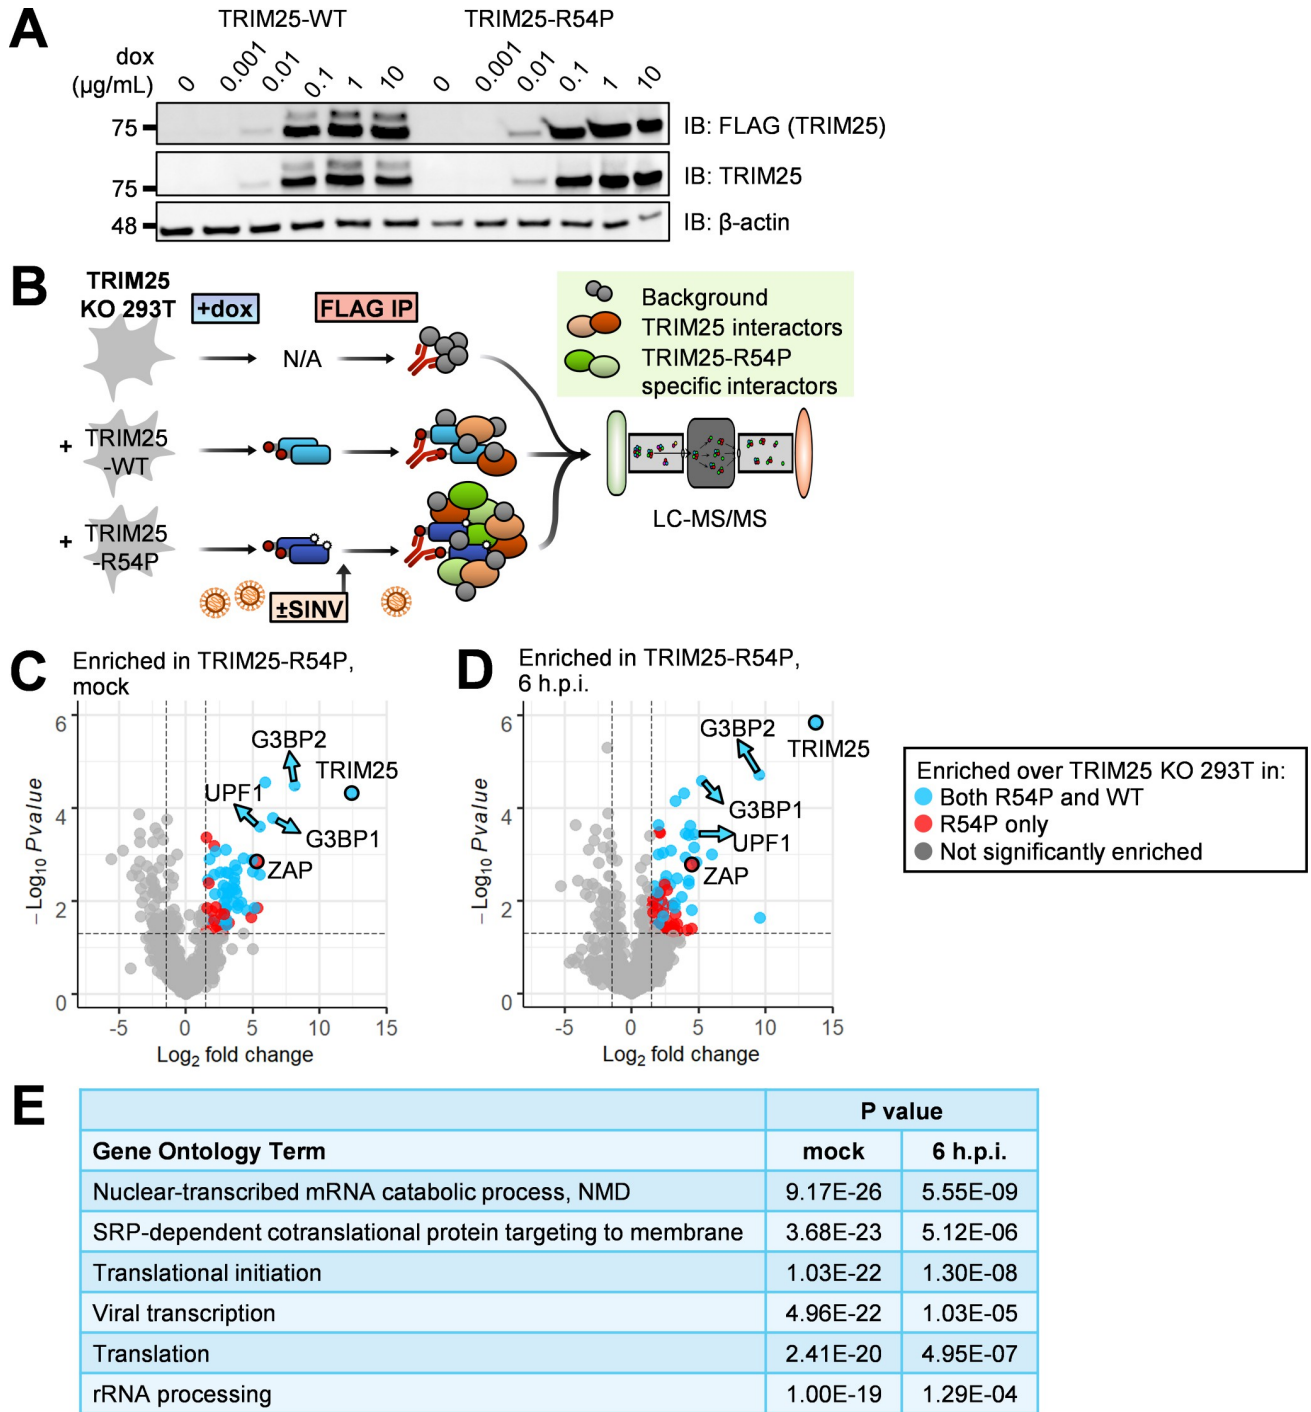 A
TRIM25-WT TRIM25-R54P
dox
(µg/mL)
0 0.001 0.01 0.1 1 10 0 0.001 0.01 0.1 1 10
75 IB: FLAG (TRIM25)
75 IB: TRIM25
48 IB: β-actin
B
TRIM25
KO 293T
+dox
FLAG IP
N/A
+ TRIM25
-WT
+ TRIM25
-R54P
±SINV
Background
TRIM25 interactors
TRIM25-R54P
specific interactors
LC-MS/MS
C
Enriched in TRIM25-R54P,
mock
6
4
2
0
-5 0 5 10 15
−Log10 Pvalue
Log2 fold change
G3BP2
TRIM25
UPF1
G3BP1
ZAP
D
Enriched in TRIM25-R54P,
6 h.p.i.
6
4
2
0
-5 0 5 10 15
−Log10 Pvalue
Log2 fold change
G3BP2
TRIM25
G3BP1
UPF1
ZAP
Enriched over TRIM25 KO 293T in:
Both R54P and WT
R54P only
Not significantly enriched
E
P value
Gene Ontology Term mock 6 h.p.i.
Nuclear-transcribed mRNA catabolic process, NMD 9.17E-26 5.55E-09
SRP-dependent cotranslational protein targeting to membrane 3.68E-23 5.12E-06
Translational initiation 1.03E-22 1.30E-08
Viral transcription 4.96E-22 1.03E-05
Translation 2.41E-20 4.95E-07
rRNA processing 1.00E-19 1.29E-04